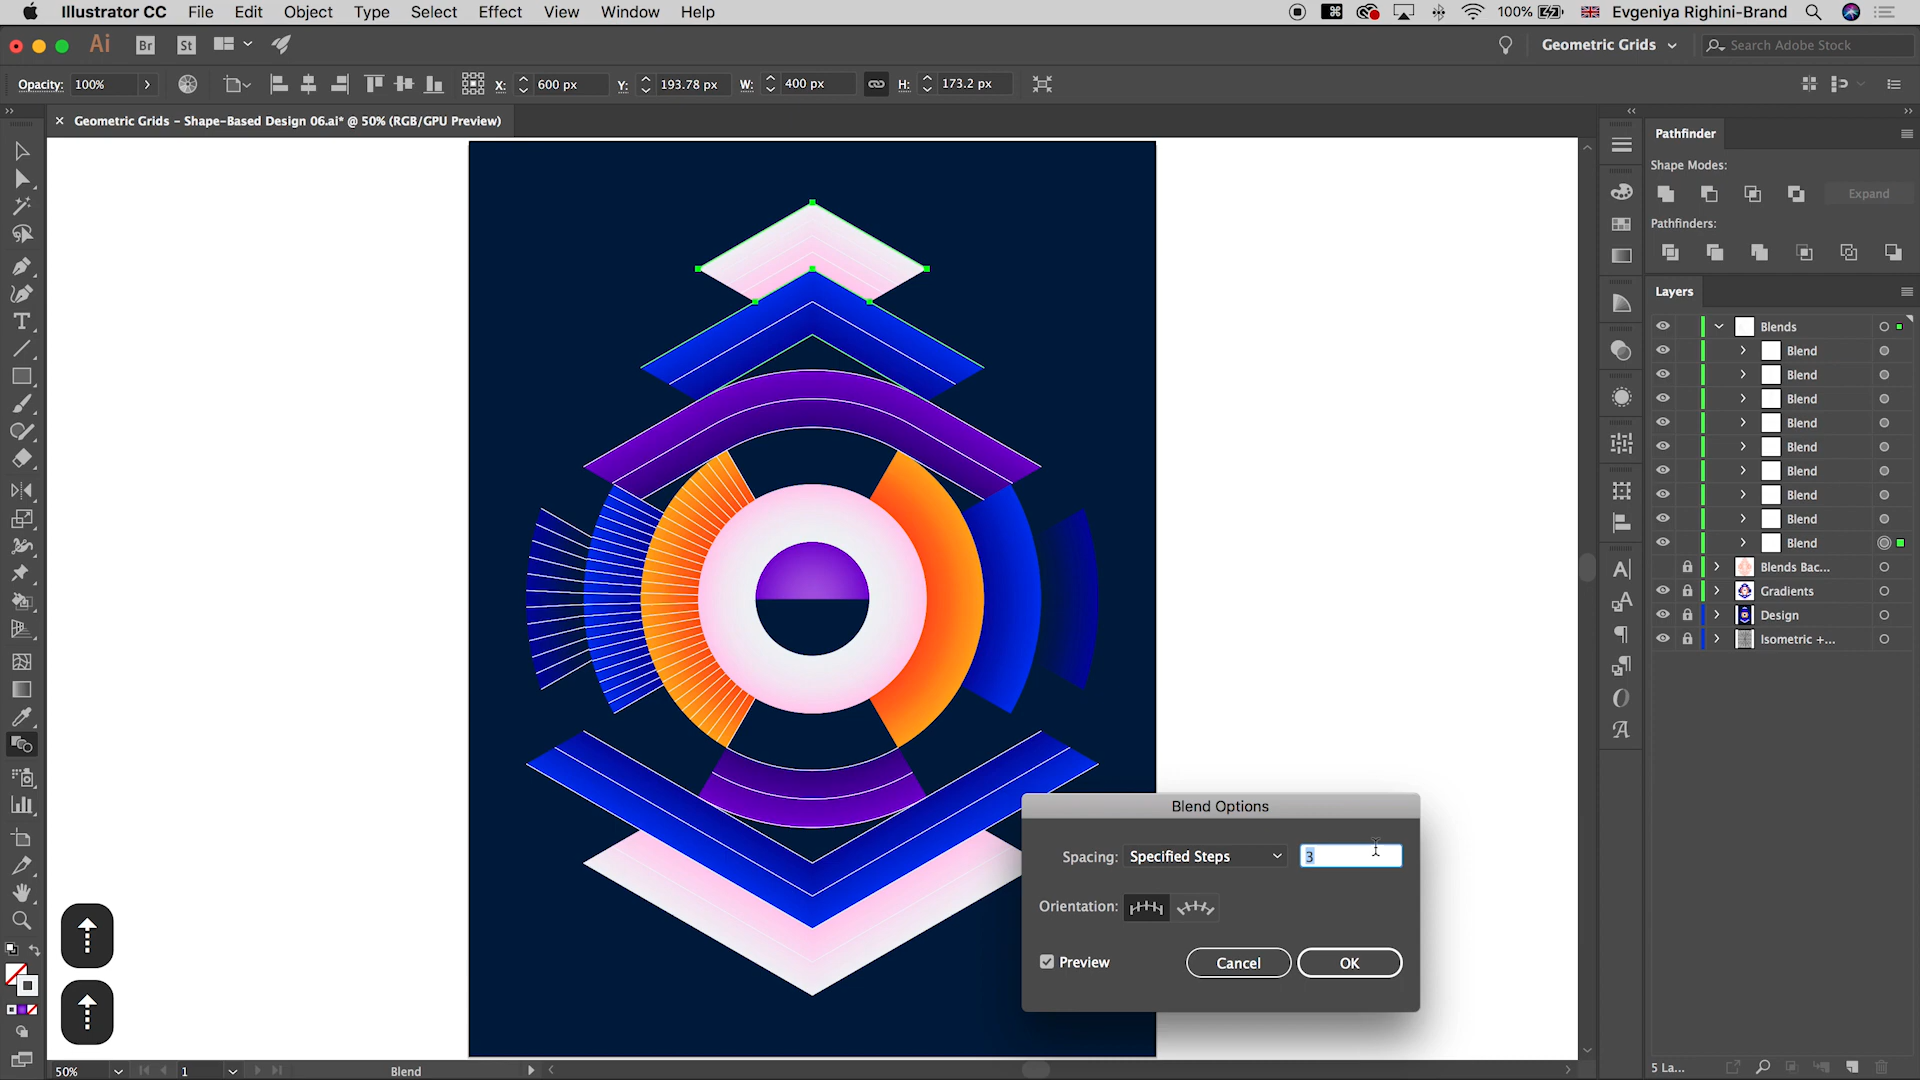 Illustrator CC File Edit Object Type Select Effect View Window Help 100% Evgeniya Righini-Brand
Ai Br St Geometric Grids Search Adobe Stock
Opacity: 100% X: 600 px Y: 193.78 px W: 400 px H: 173.2 px
× Geometric Grids – Shape-Based Design 06.ai* @ 50% (RGB/GPU Preview)
Pathfinder
Shape Modes:
Expand
Pathfinders:
Layers
Blends
Blend
Blend
Blend
Blend
Blend
Blend
Blend
Blend
Blend
Blends Bac...
Gradients
Design
Isometric +...
Blend Options
Spacing: Specified Steps 3
Orientation:
Preview Cancel OK
50% 1 Blend 5 La...